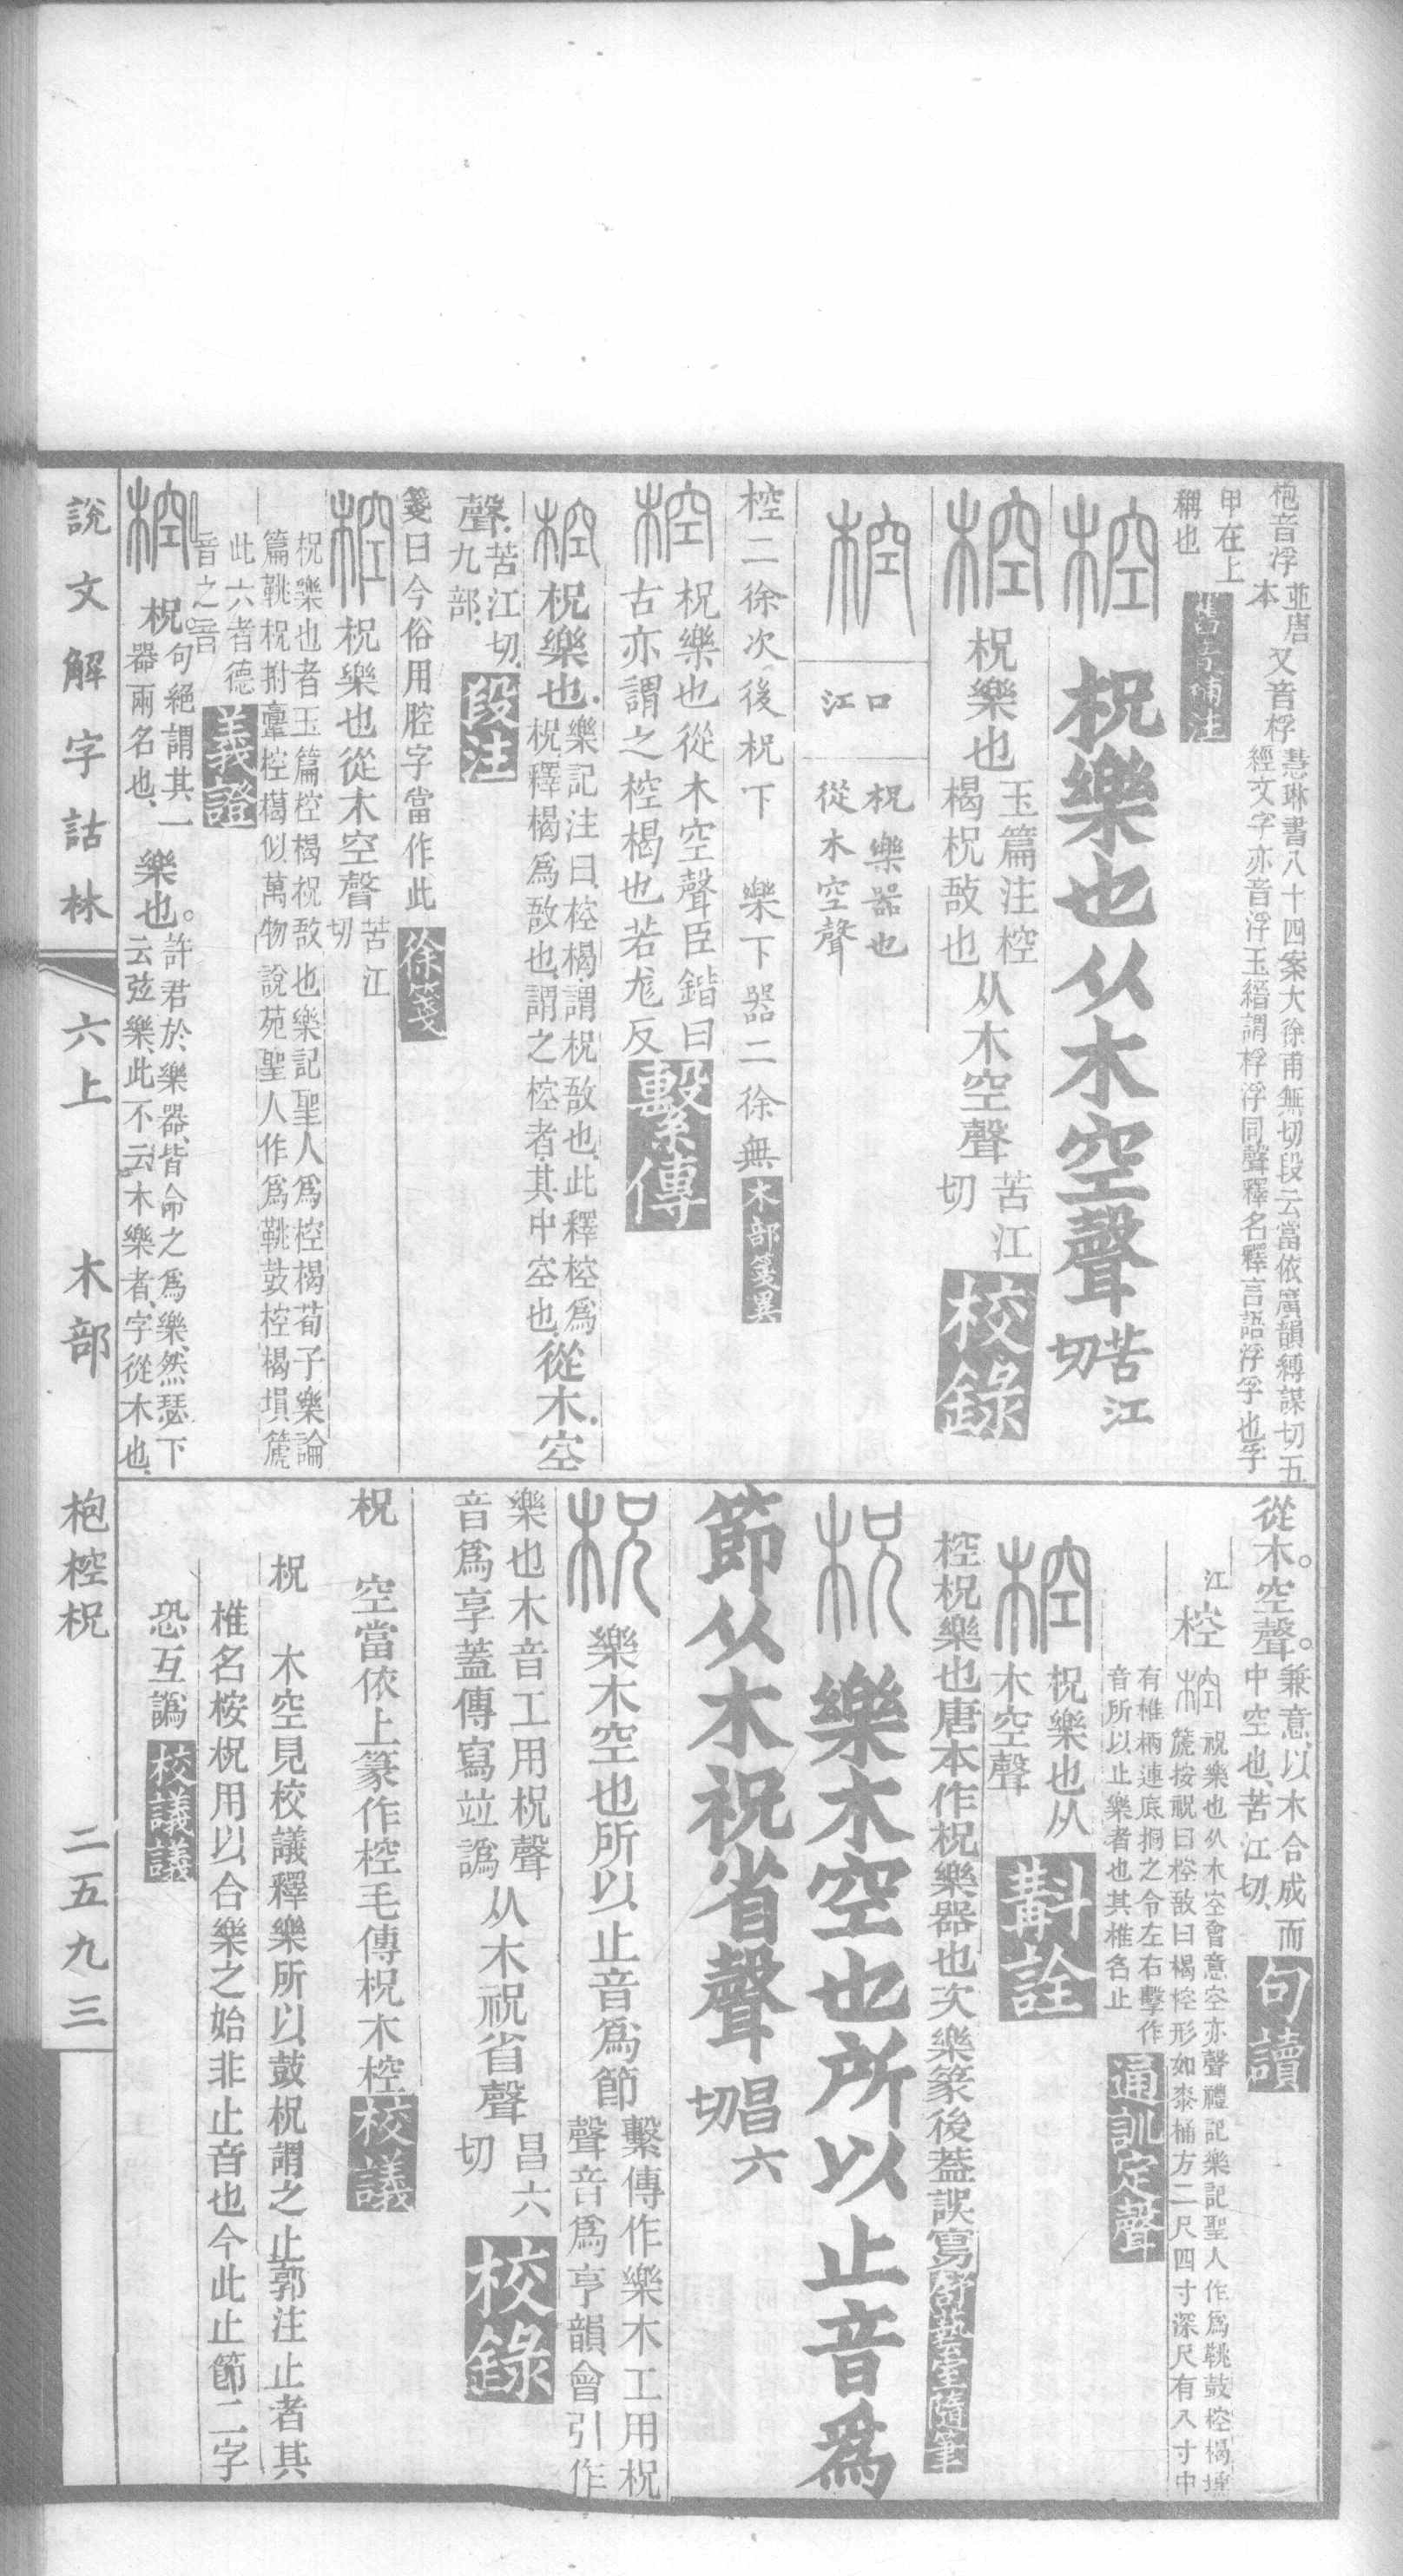 枹音浮
並唐
本
又音桴
慧琳書八十四案大徐甫無切段云當依廣韻縛謀切五
經文字亦音浮玉縉謂桴浮同聲釋名釋言語浮孚也孚
甲在上
稱也
椌
柷樂也从木空聲
苦江
切
椌
柷樂也
玉篇注椌
楬柷敔也
从木空聲
苦江
切
校錄
椌
口
江
柷樂器也
從木空聲
椌二徐次後柷下 樂下器二徐無
木部箋異
椌
柷樂也從木空聲臣鍇曰
古亦謂之椌楬也若尨反
繫傳
椌
柷樂也.
樂記注曰.椌楬.謂柷敔也.此釋椌爲
柷.釋楬爲敔也.謂之椌者.其中空也.
從木.空
聲.
苦江切.
九部.
段注
箋曰今俗用腔字當作此
徐箋
椌
柷樂也從木空聲
苦江
切
柷樂也者玉篇椌楬柷敔也樂記聖人爲椌楬荀子樂論
篇鞉柷拊鞷椌楬似萬物說苑聖人作爲鞉鼓椌楬塤箎
此六者德
音之音
義證
椌
柷。
句絕謂其一
器兩名也、
樂也。
許君於樂器、皆命之爲樂、然瑟下
云弦樂、此不云木樂者、字從木也、
從木。空聲。
兼意、以木合成而
中空也、苦江切、
句讀
江
椌
椌
柷樂也从木空會意空亦聲禮記樂記聖人作爲鞉鼓椌楬壎
箎按柷曰椌敔曰楬椌形如桼桶方二尺四寸深尺有八寸中
有椎柄連底挏之令左右擊作
音所以止樂者也其椎名止
通訓定聲
椌
柷樂也从
木空聲
斠詮
椌柷樂也唐本作柷樂器也次樂篆後蓋誤寫
舒藝室隨筆
柷
樂木空也所以止音爲
節从木祝省聲
昌六
切
柷
樂木空也所以止音爲節
繫傳作樂木工用柷
聲音爲亨韻會引作
樂也木音工用柷聲
音爲享蓋傳寫竝譌
从木祝省聲
昌六
切
校錄
柷 空當依上篆作椌毛傳柷木椌
校議
柷 木空見校議釋樂所以鼓柷謂之止郭注止者其
椎名桉柷用以合樂之始非止音也今此止節二字
恐互譌
校議議
說文解字詁林
六上
木部
枹椌柷
二五九三